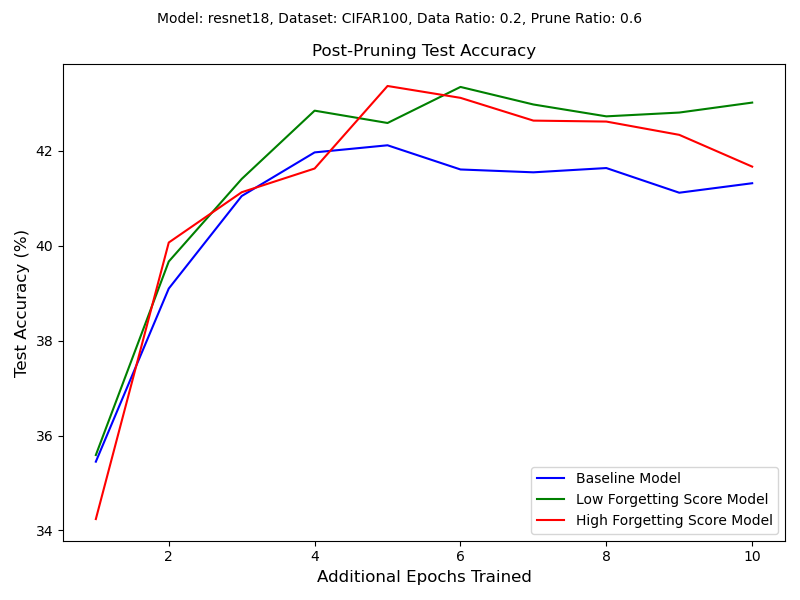 Model: resnet18, Dataset: CIFAR100, Data Ratio: 0.2, Prune Ratio: 0.6
Post-Pruning Test Accuracy
Test Accuracy (%)
42
40
38
36
34
Baseline Model
Low Forgetting Score Model
High Forgetting Score Model
2 4 6 8 10
Additional Epochs Trained